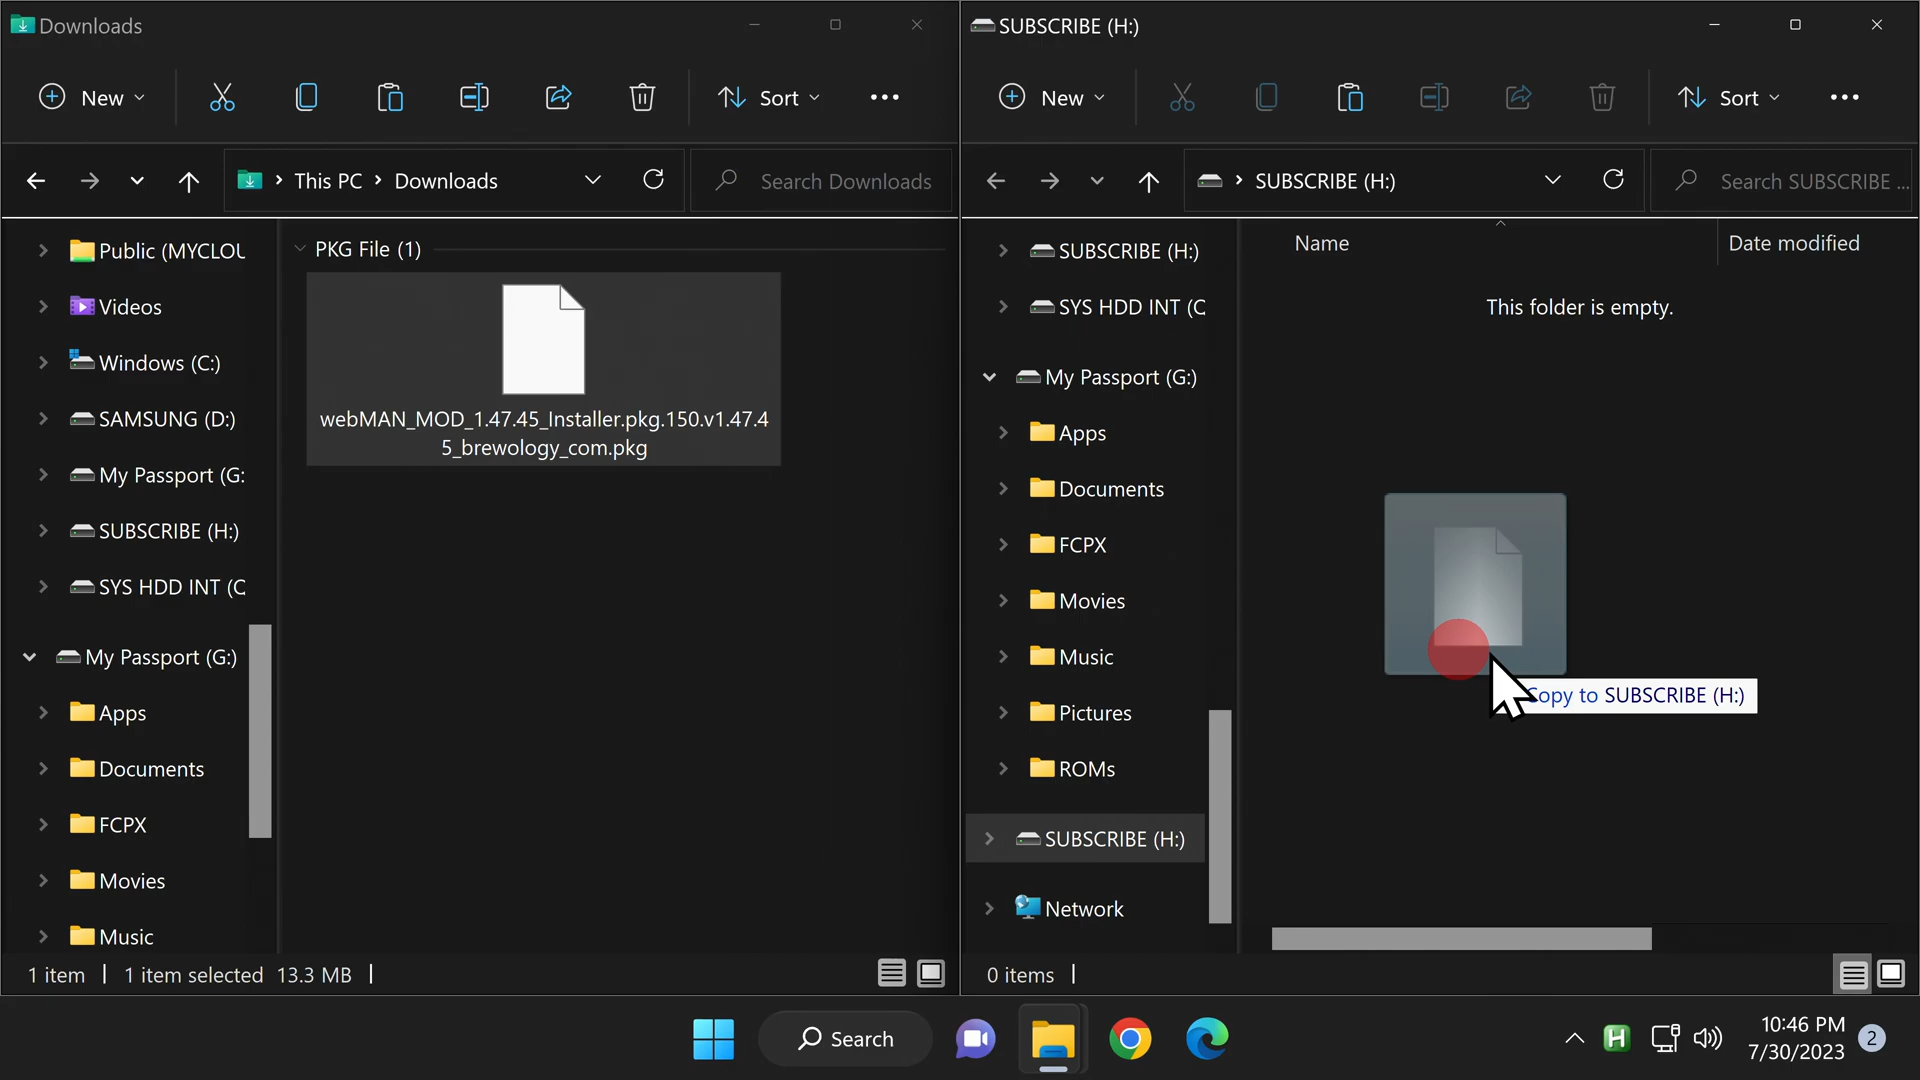 Downloads
New
Sort
This PC
Downloads
Search Downloads
Public (MYCLOU
Videos
Windows (C:)
SAMSUNG (D:)
My Passport (G:
SUBSCRIBE (H:)
SYS HDD INT (Q
My Passport (G:)
Apps
Documents
FCPX
Movies
Music
PKG File (1)
webMAN_MOD_1.47.45_Installer.pkg.150.v1.47.4
5_brewology_com.pkg
1 item
1 item selected 13.3 MB
SUBSCRIBE (H:)
New
Sort
SUBSCRIBE (H:)
Search SUBSCRIBE ...
SUBSCRIBE (H:)
SYS HDD INT (Q
My Passport (G:)
Apps
Documents
FCPX
Movies
Music
Pictures
ROMs
SUBSCRIBE (H:)
Network
Name
Date modified
This folder is empty.
Copy to SUBSCRIBE (H:)
0 items
Search
H
10:46 PM
7/30/2023
2